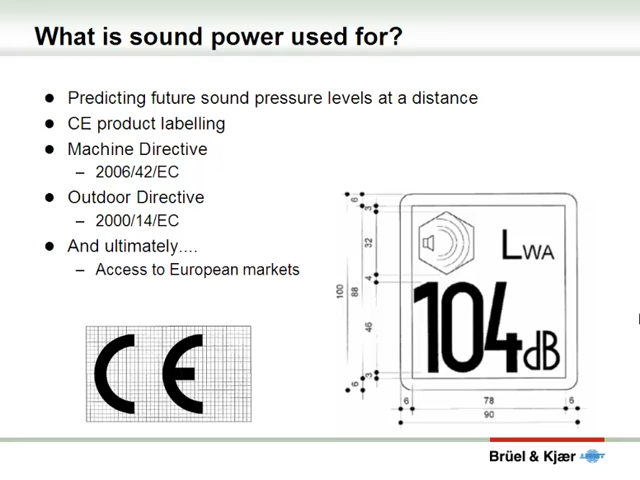 What is sound power used for?
● Predicting future sound pressure levels at a distance
● CE product labelling
● Machine Directive
– 2006/42/EC
● Outdoor Directive
– 2000/14/EC
● And ultimately....
– Access to European markets
CE
6
3
32
4
100
88
46
3
6
LWA
104dB
6
78
6
90
Brüel & Kjær